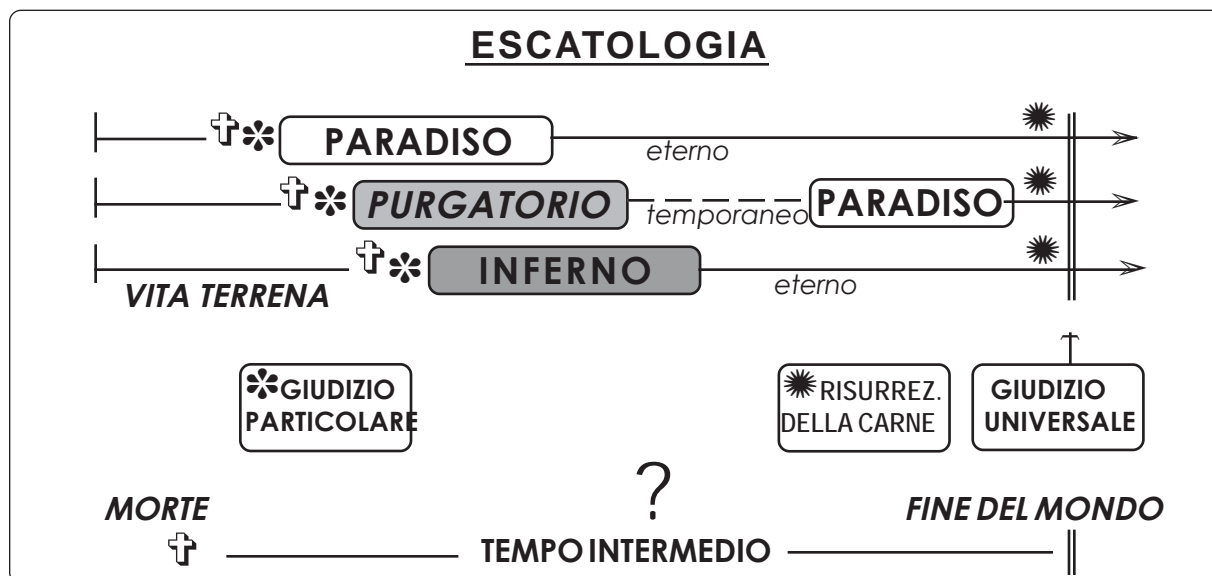 ESCATOLOGIA
PARADISO
eterno
PURGATORIO
temporaneo
PARADISO
INFERNO
eterno
VITA TERRENA
GIUDIZIO
PARTICOLARE
RISURREZ.
DELLA CARNE
GIUDIZIO
UNIVERSALE
?
MORTE
FINE DEL MONDO
TEMPO INTERMEDIO